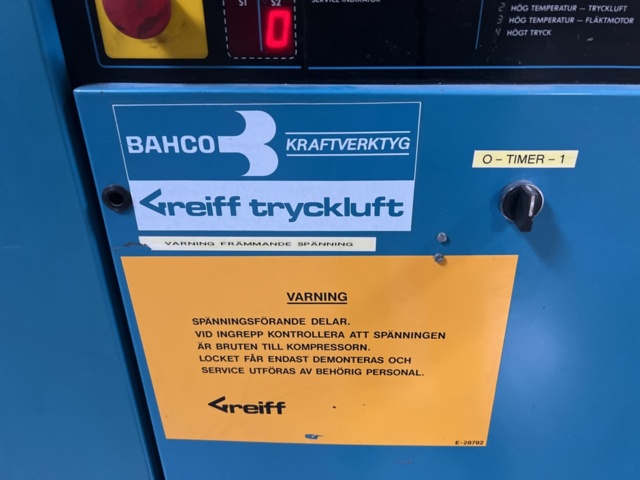 S1 S2
SERVICE INDIKATOR
0
2 HÖG TEMPERATUR – TRYCKLUFT
3 HÖG TEMPERATUR – FLÄKTMOTOR
4 HÖGT TRYCK
BAHCO KRAFTVERKTYG
Greiff tryckluft
O – TIMER – 1
VARNING FRÄMMANDE SPÄNNING
VARNING
SPÄNNINGSFÖRANDE DELAR.
VID INGREPP KONTROLLERA ATT SPÄNNINGEN
ÄR BRUTEN TILL KOMPRESSORN.
LOCKET FÅR ENDAST DEMONTERAS OCH
SERVICE UTFÖRAS AV BEHÖRIG PERSONAL.
Greiff
E-28792